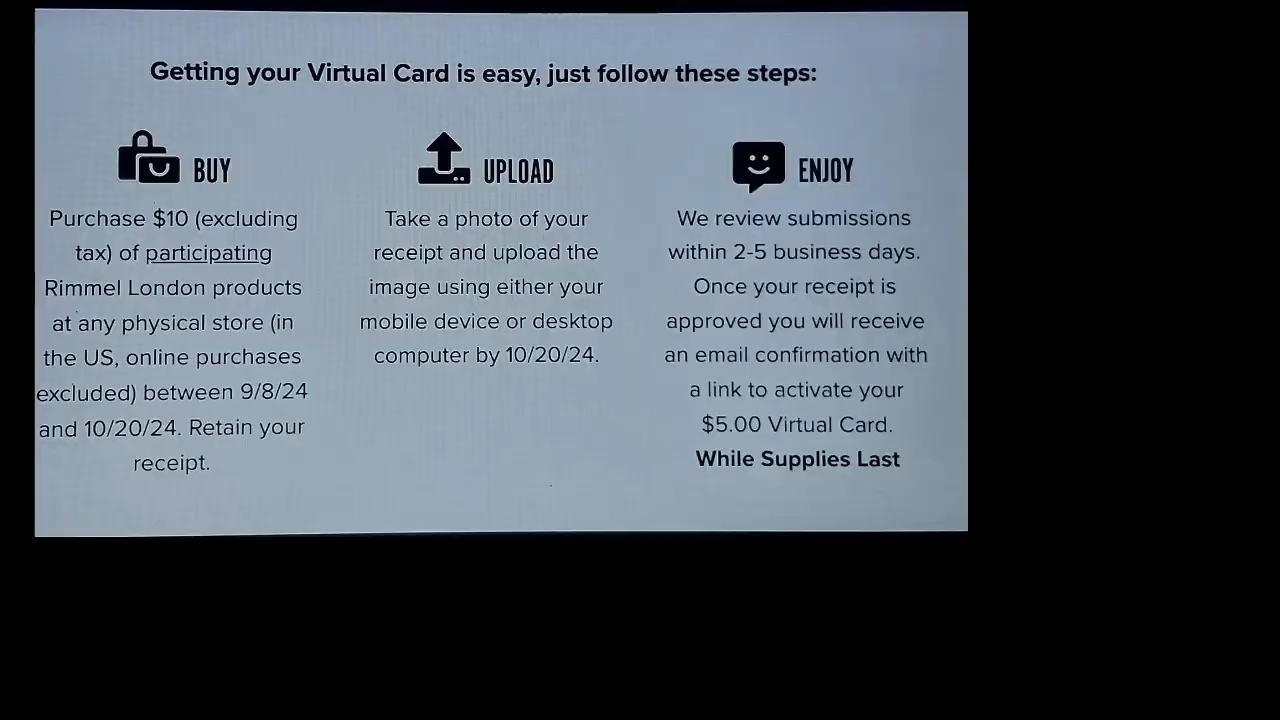 Getting your Virtual Card is easy, just follow these steps:
BUY
Purchase $10 (excluding
tax) of participating
Rimmel London products
at any physical store (in
the US, online purchases
excluded) between 9/8/24
and 10/20/24. Retain your
receipt.
UPLOAD
Take a photo of your
receipt and upload the
image using either your
mobile device or desktop
computer by 10/20/24.
ENJOY
We review submissions
within 2-5 business days.
Once your receipt is
approved you will receive
an email confirmation with
a link to activate your
$5.00 Virtual Card.
While Supplies Last